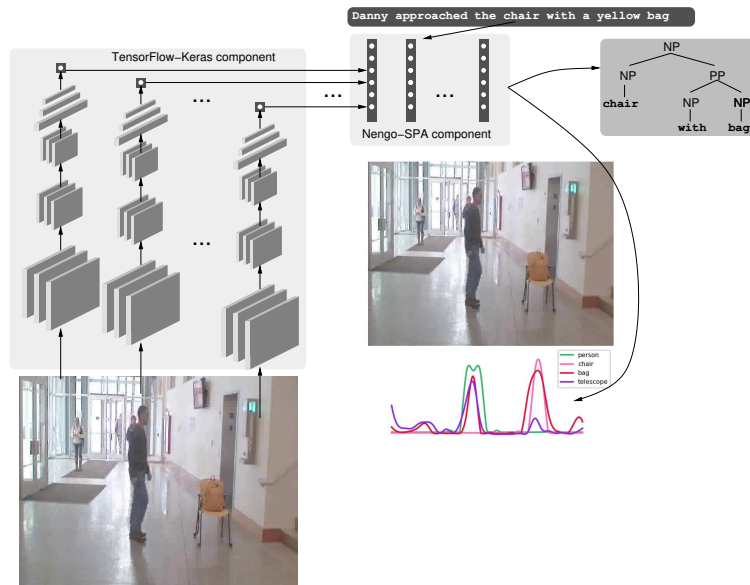 Danny approached the chair with a yellow bag
TensorFlow-Keras component
...
...
...
...
Nengo-SPA component
NP
NP
PP
chair
NP
NP
with
bag
...
person
chair
bag
telescope